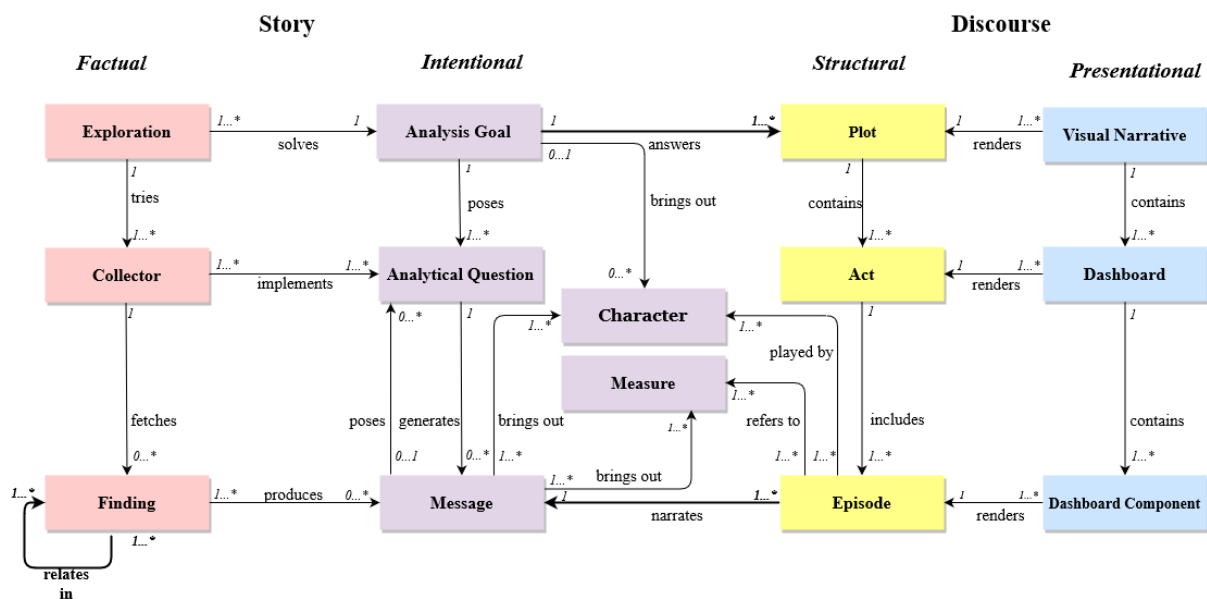 Story
Discourse
Factual
Intentional
Structural
Presentational
Exploration
1...*
solves
1
Analysis Goal
1
answers
1...*
Plot
1
renders
1...*
Visual Narrative
1
tries
1...*
1
poses
1...*
0...1
brings out
0...*
1
contains
1...*
1
contains
1...*
Collector
1...*
implements
1...*
Analytical Question
Act
1
renders
1...*
Dashboard
1
fetches
0...*
0...*
poses
0...1
1
generates
0...*
Character
1...*
brings out
1...*
1...*
played by
1...*
Measure
1...*
refers to
1...*
1...*
brings out
1...*
1
includes
1...*
1
contains
1...*
Finding
1...*
produces
0...*
Message
1
narrates
1...*
Episode
1
renders
1...*
Dashboard Component
1...*
1...*
relates
in